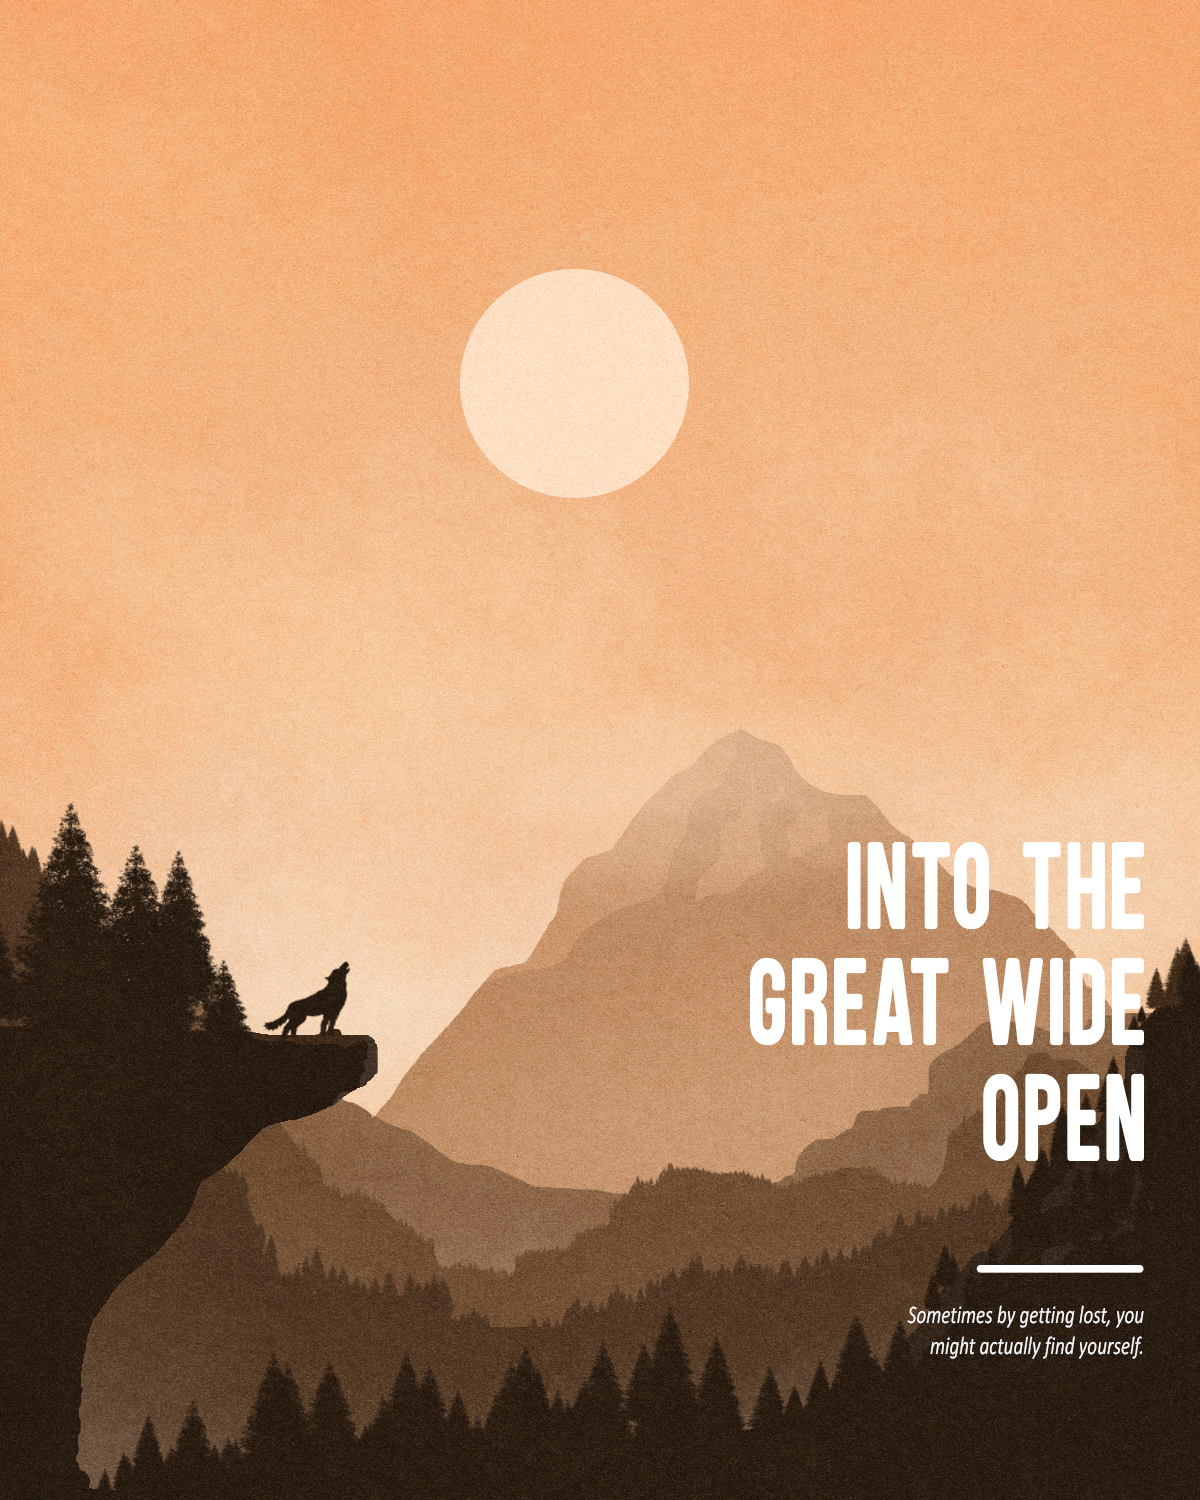 INTO THE
GREAT WIDE
OPEN
Sometimes by getting lost, you
might actually find yourself.